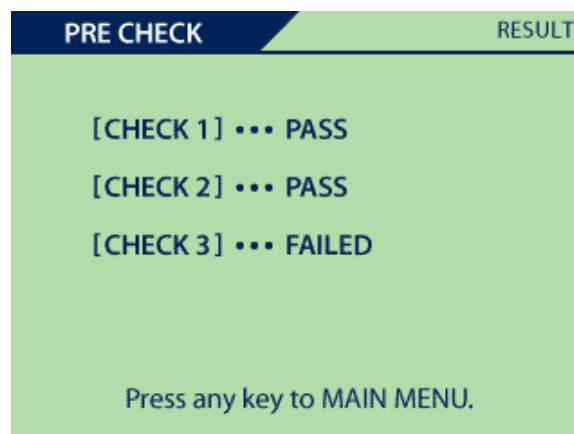 PRE CHECK
RESULT
[CHECK 1] ••• PASS
[CHECK 2] ••• PASS
[CHECK 3] ••• FAILED
Press any key to MAIN MENU.